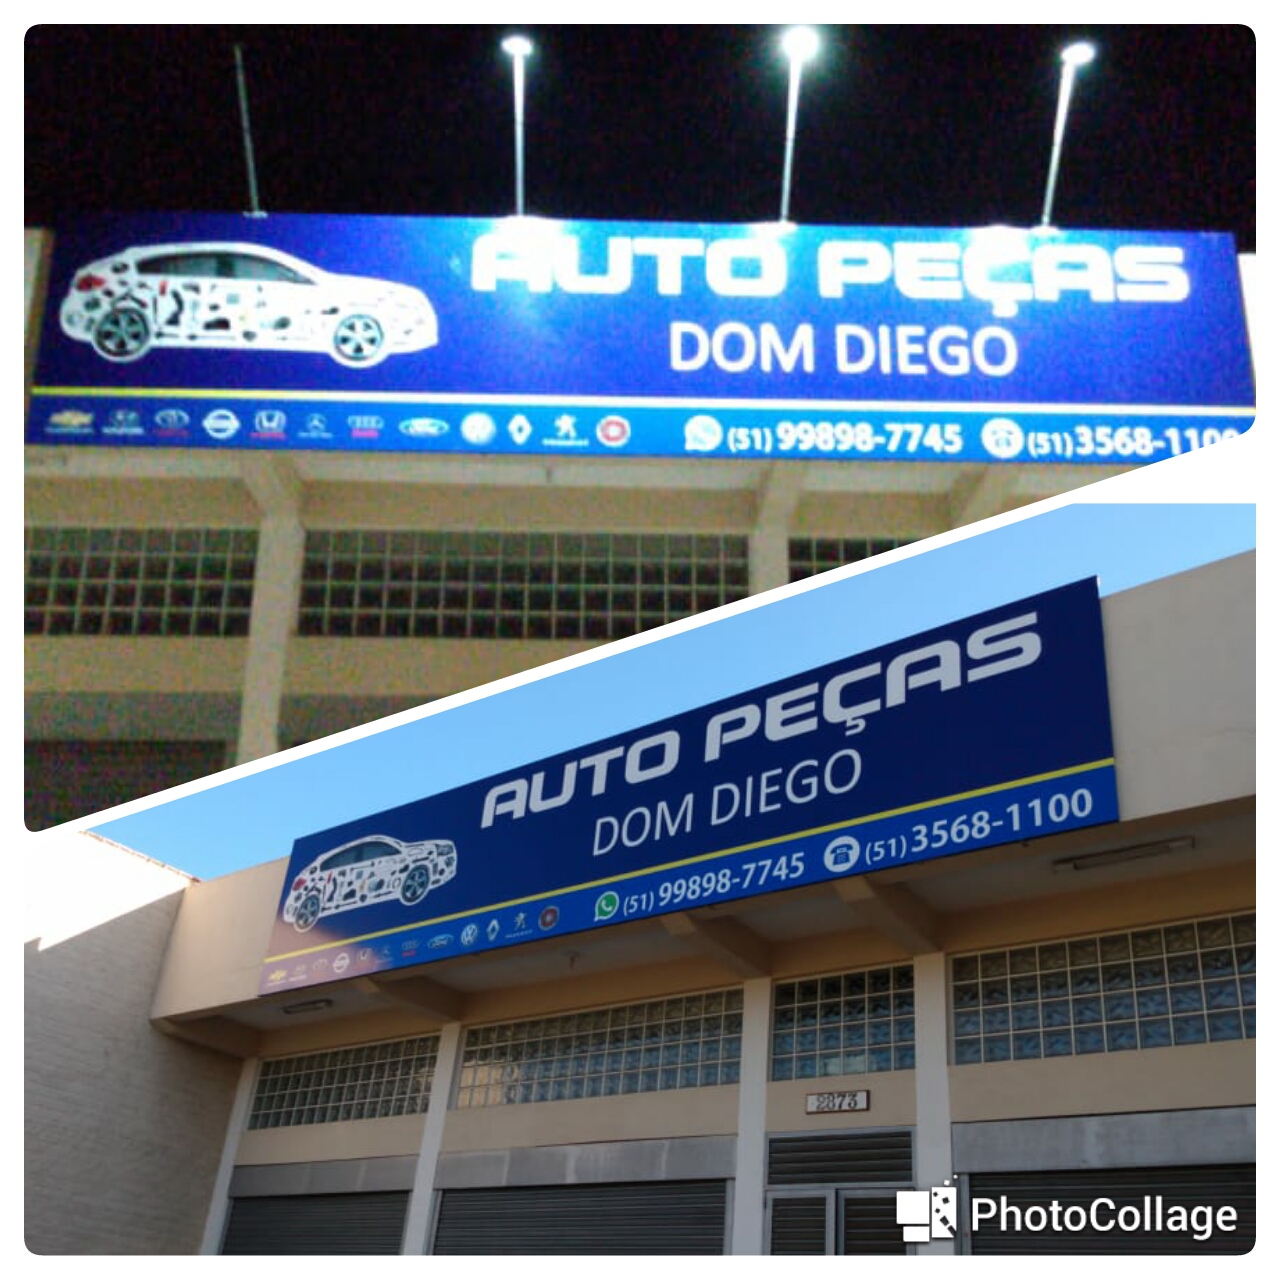 AUTO PEÇAS
DOM DIEGO
(51) 99898-7745 (51) 3568-1100
AUTO PEÇAS
DOM DIEGO
(51) 99898-7745 (51) 3568-1100
Ford
2873
PhotoCollage